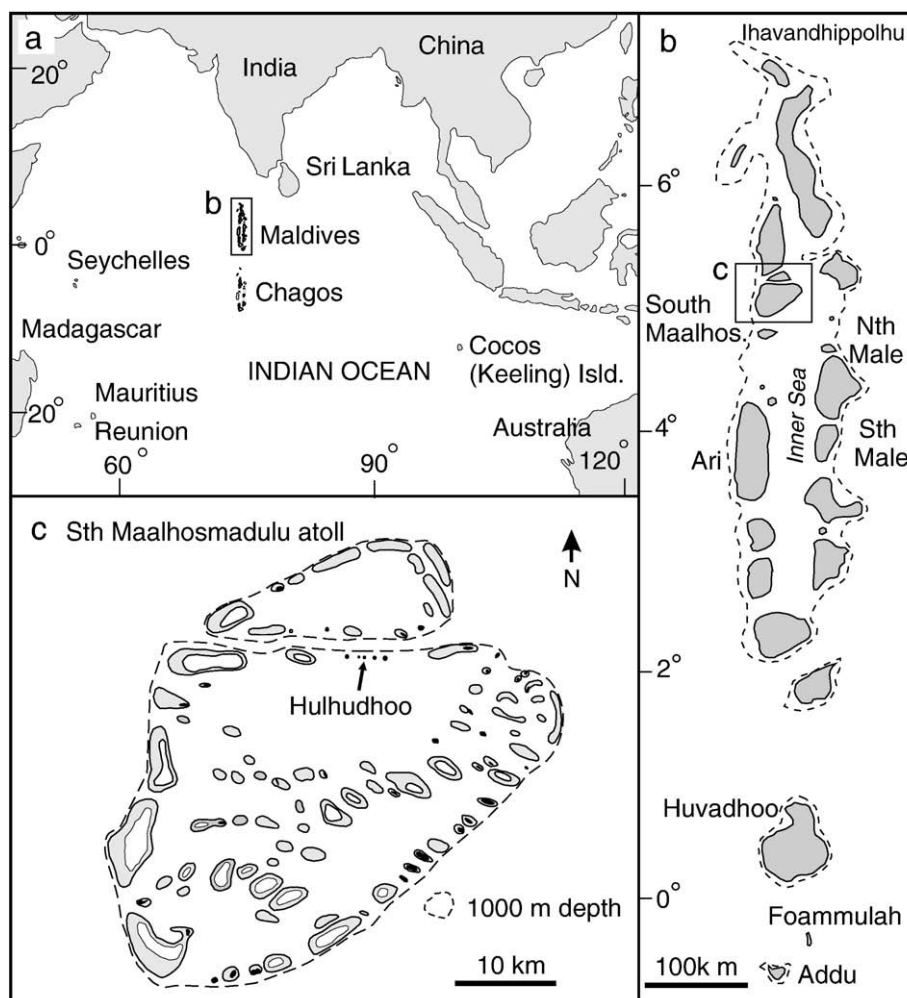 a
20°
India
China
Sri Lanka
b
0°
Maldives
Seychelles
Chagos
Madagascar
INDIAN OCEAN
Cocos
(Keeling) Isld.
Mauritius
20°
Reunion
Australia
60°
90°
120°
b
Ihavandhippolhu
6°
c
South
Maalhos.
Nth
Male
Inner Sea
4°
Ari
Sth
Male
2°
Huvadhoo
0°
Foammulah
100k m
Addu
c Sth Maalhosmadulu atoll
N
Hulhudhoo
1000 m depth
10 km